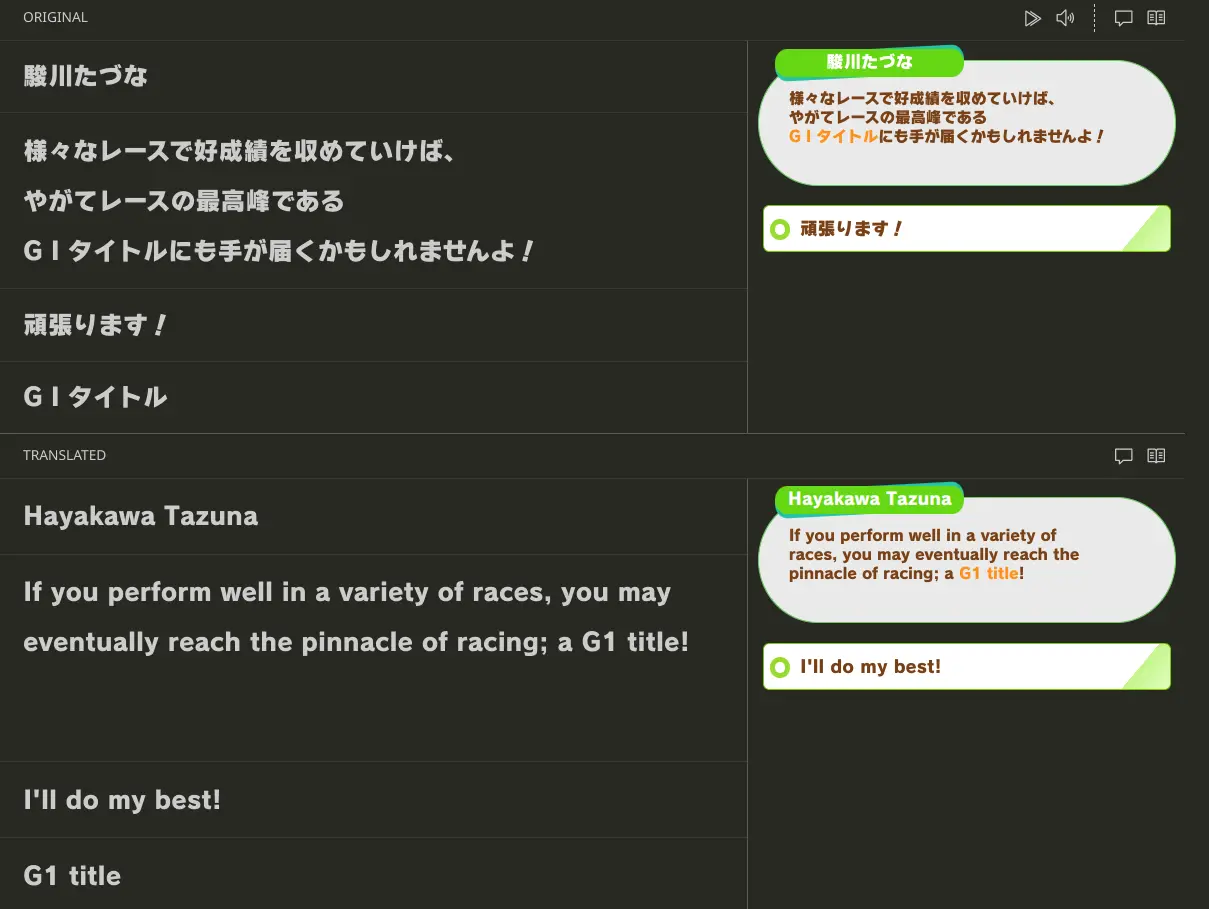 ORIGINAL
駿川たづな
様々なレースで好成績を収めていけば、
やがてレースの最高峰である
GⅠタイトルにも手が届くかもしれませんよ！
頑張ります！
GⅠタイトル
駿川たづな
様々なレースで好成績を収めていけば、
やがてレースの最高峰である
GⅠタイトルにも手が届くかもしれませんよ！
頑張ります！
TRANSLATED
Hayakawa Tazuna
If you perform well in a variety of races, you may
eventually reach the pinnacle of racing; a G1 title!
I'll do my best!
G1 title
Hayakawa Tazuna
If you perform well in a variety of
races, you may eventually reach the
pinnacle of racing; a G1 title!
I'll do my best!